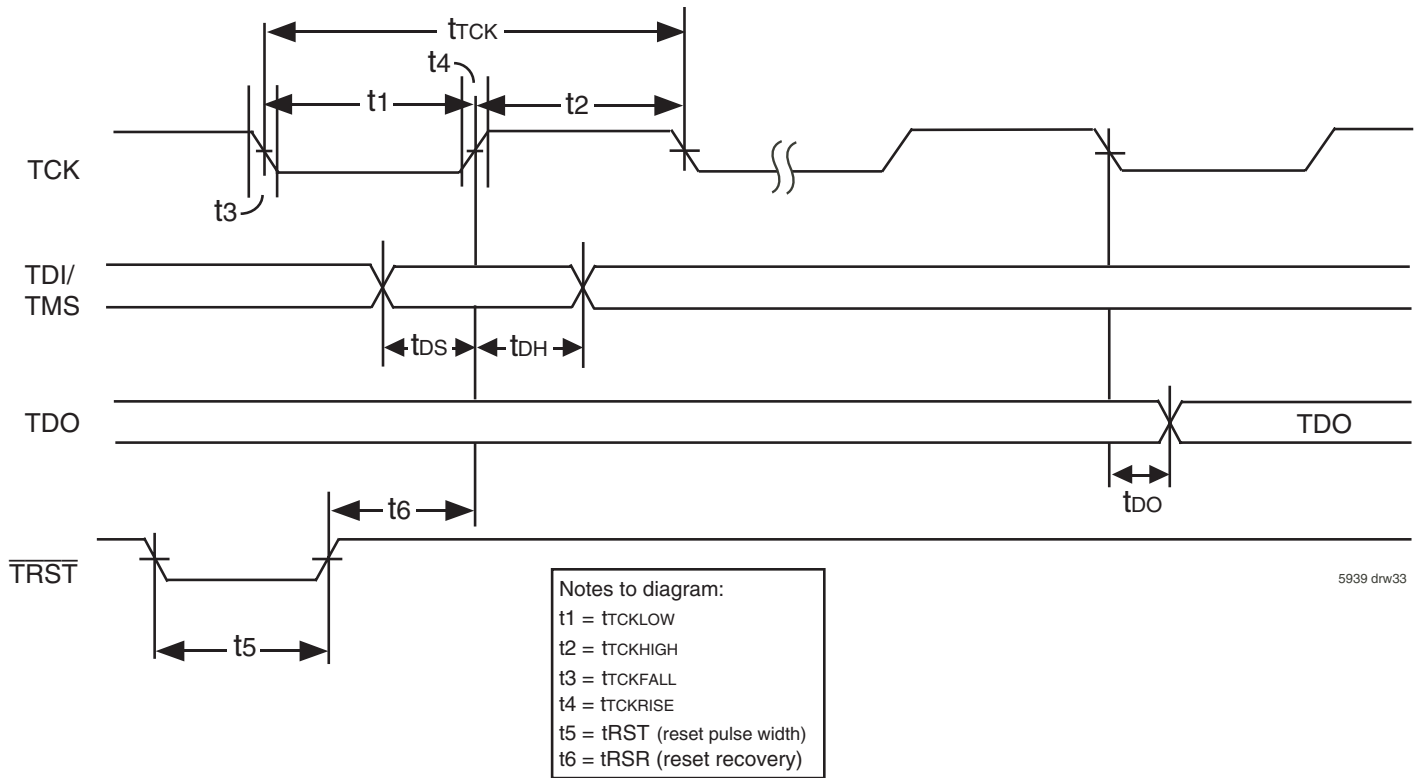 tTCK
t4
t1
t2
TCK
t3
TDI/
TMS
tDS
tDH
TDO
TDO
t6
tDO
TRST
5939 drw33
t5
Notes to diagram:
t1 = tTCKLOW
t2 = tTCKHIGH
t3 = tTCKFALL
t4 = tTCKRISE
t5 = tRST (reset pulse width)
t6 = tRSR (reset recovery)